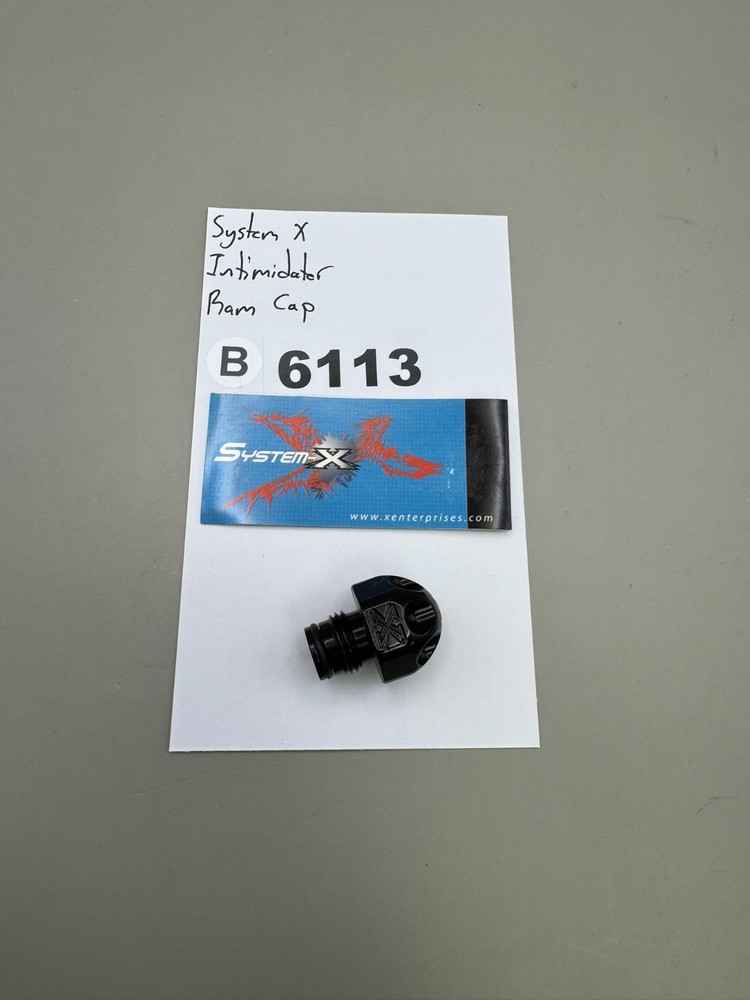 System X
Intimidater
Ram Cap
B 6113
SYSTEM-X
www.xenterprises.com
X